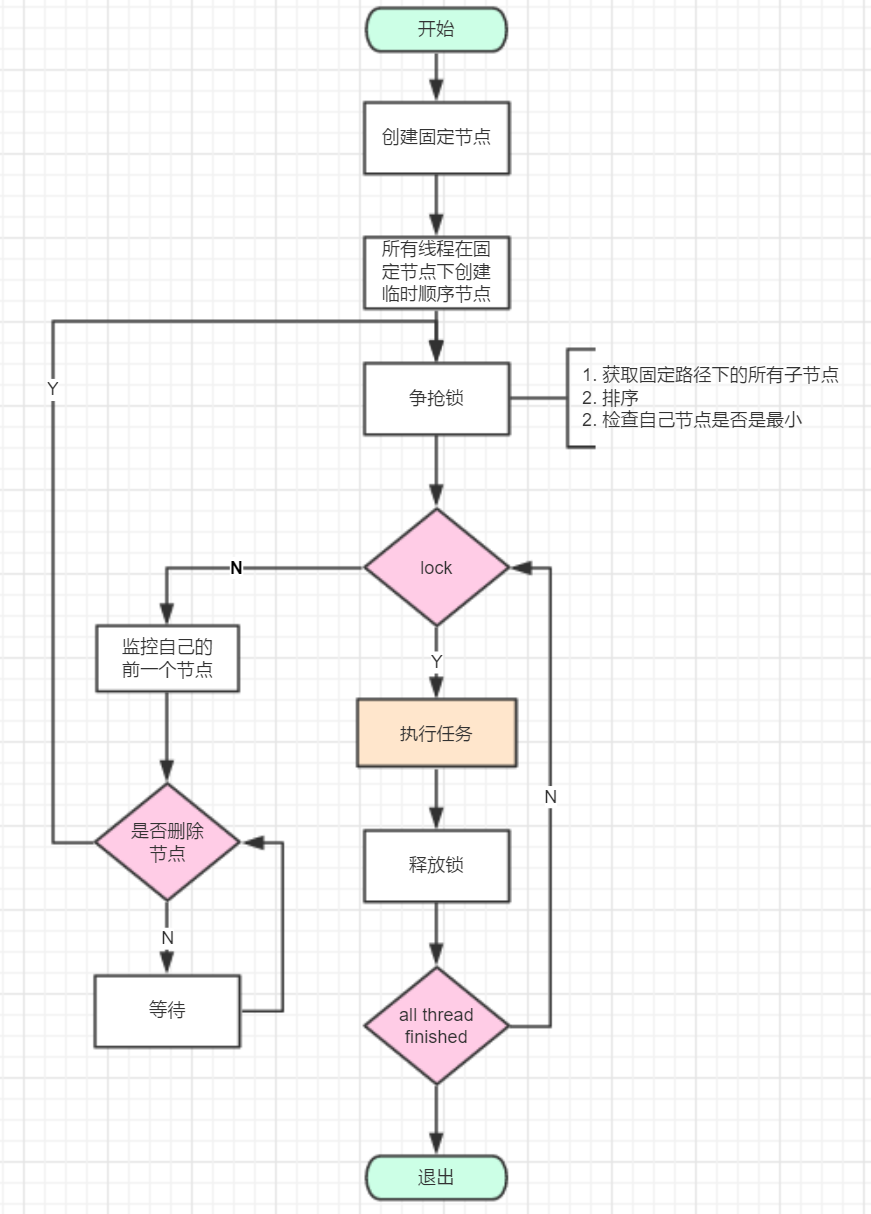 开始
创建固定节点
所有线程在固
定节点下创建
临时顺序节点
Y
争抢锁
1. 获取固定路径下的所有子节点
2. 排序
2. 检查自己节点是否是最小
lock
N
监控自己的
前一个节点
Y
执行任务
N
是否删除
节点
释放锁
N
等待
all thread
finished
退出